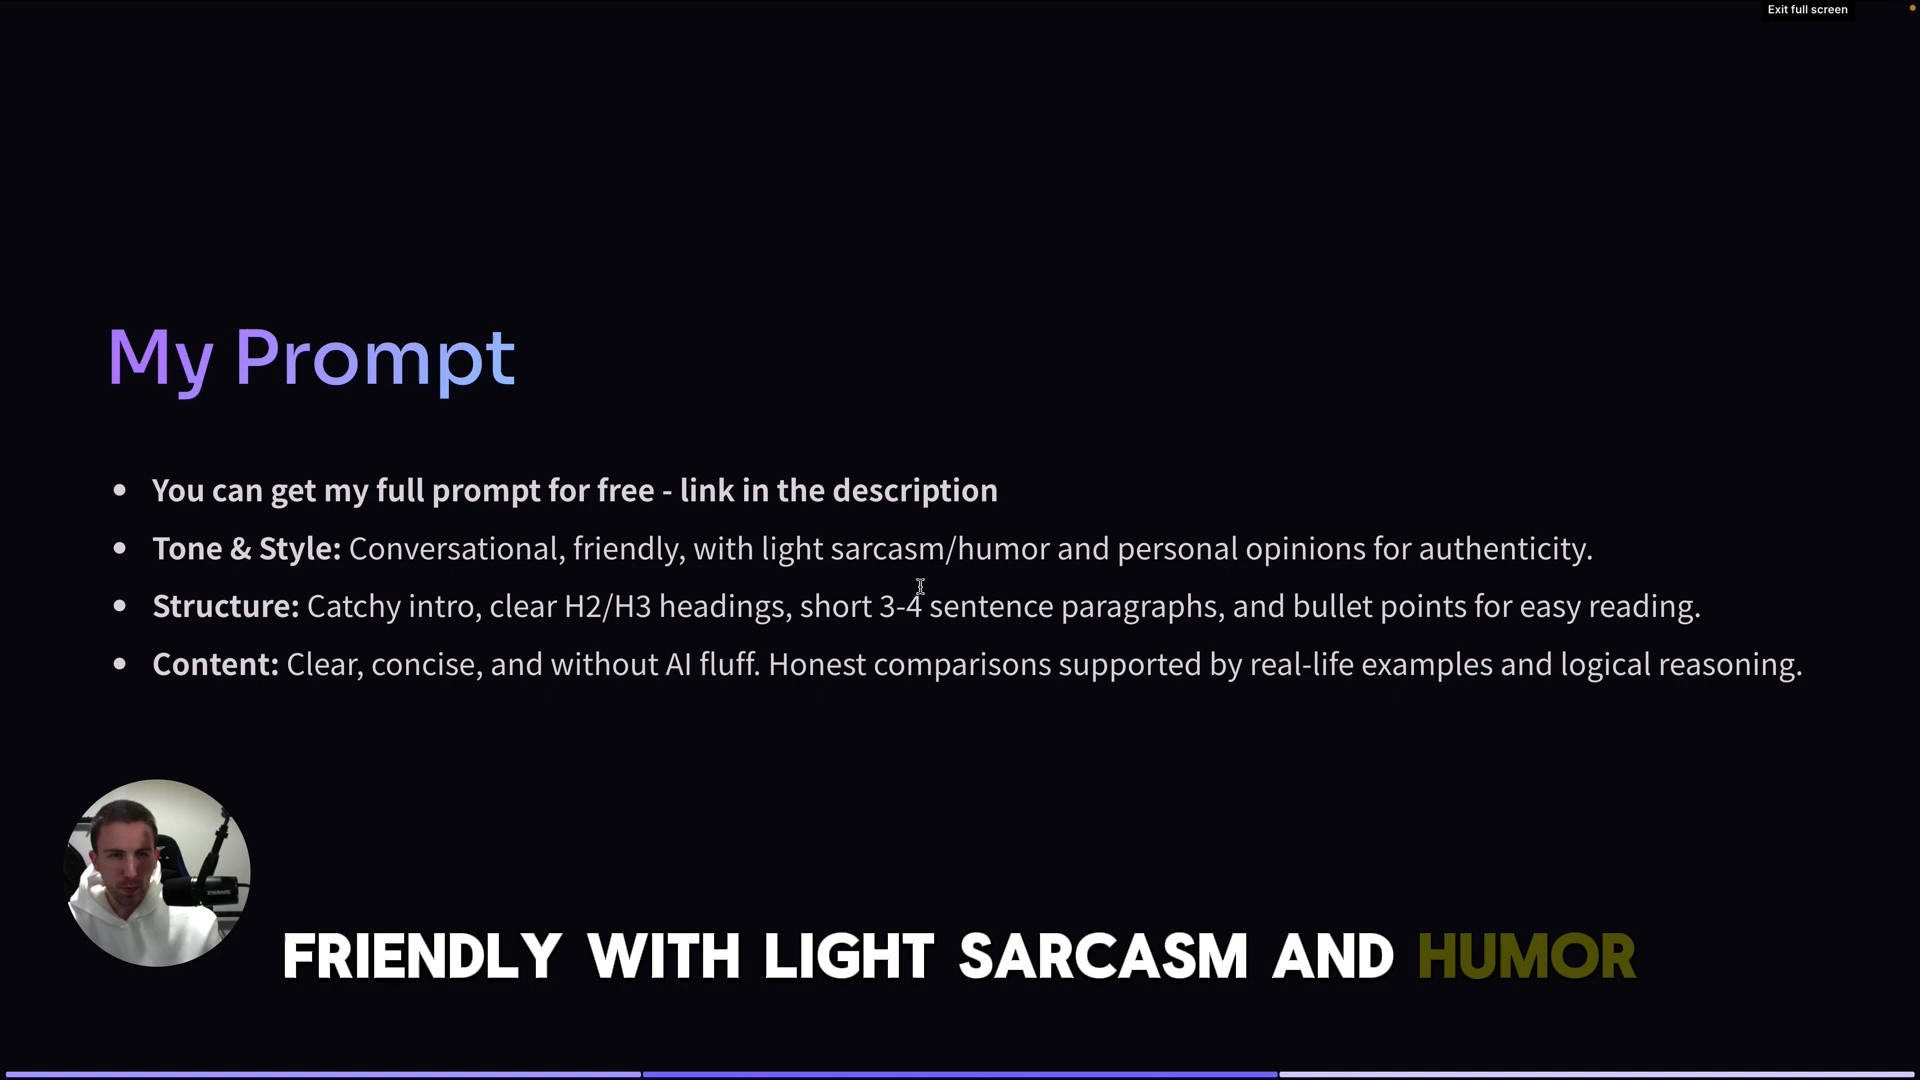 Exit full screen
My Prompt
• You can get my full prompt for free - link in the description
• Tone & Style: Conversational, friendly, with light sarcasm/humor and personal opinions for authenticity.
• Structure: Catchy intro, clear H2/H3 headings, short 3-4 sentence paragraphs, and bullet points for easy reading.
• Content: Clear, concise, and without AI fluff. Honest comparisons supported by real-life examples and logical reasoning.
FRIENDLY WITH LIGHT SARCASM AND HUMOR